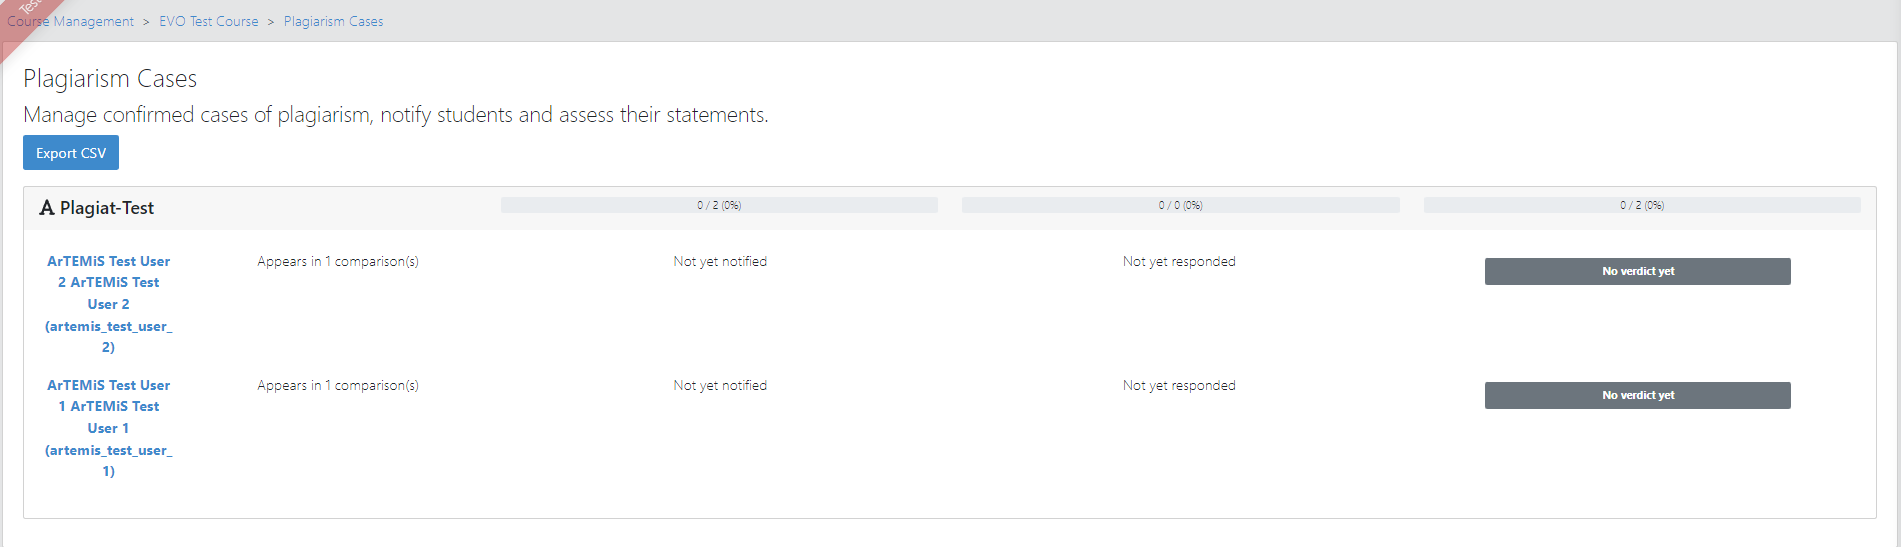 Test
Course Management > EVO Test Course > Plagiarism Cases
Plagiarism Cases
Manage confirmed cases of plagiarism, notify students and assess their statements.
Export CSV
Plagiat-Test
0 / 2 (0%)
0 / 0 (0%)
0 / 2 (0%)
ArTEMiS Test User
2 ArTEMiS Test
User 2
(artemis_test_user_
2)
Appears in 1 comparison(s)
Not yet notified
Not yet responded
No verdict yet
ArTEMiS Test User
1 ArTEMiS Test
User 1
(artemis_test_user_
1)
Appears in 1 comparison(s)
Not yet notified
Not yet responded
No verdict yet